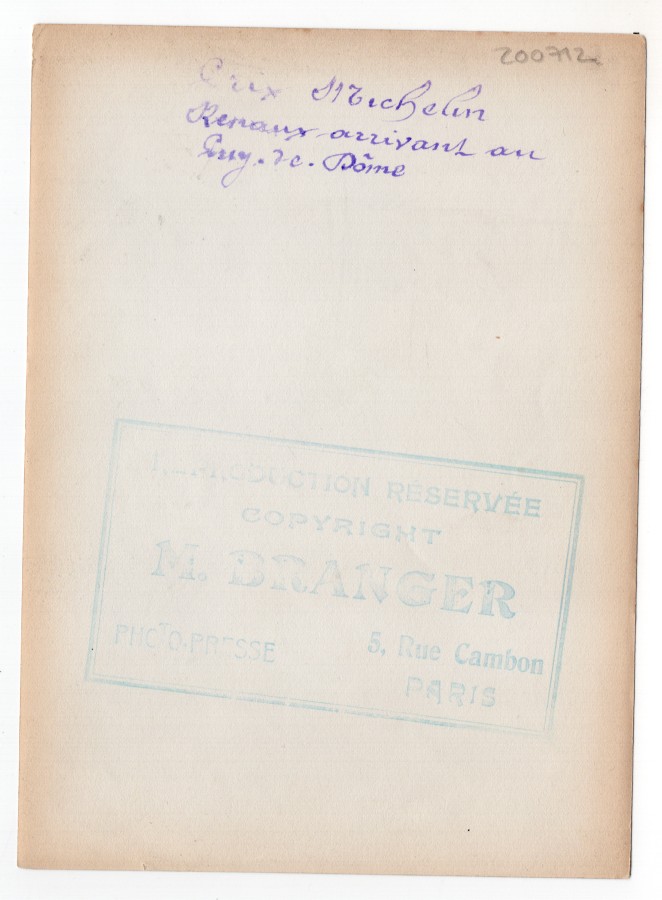 200712
Prix Michelin
Renaux arrivant au
Puy-de-Dôme
REPRODUCTION RÉSERVÉE
COPYRIGHT
M. BRANGER
PHOTO-PRESSE
5, Rue Cambon
PARIS